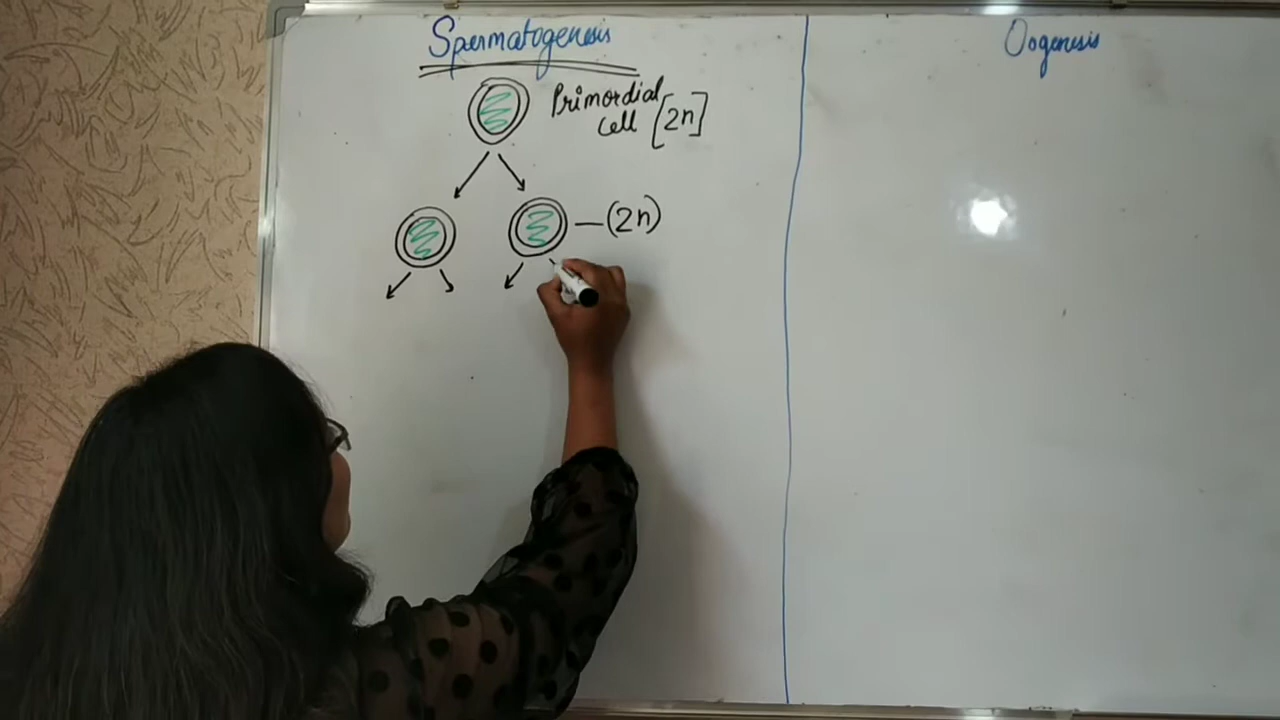 Spermatogenesis
Oogenesis
Primordial
cell [2n]
(2n)